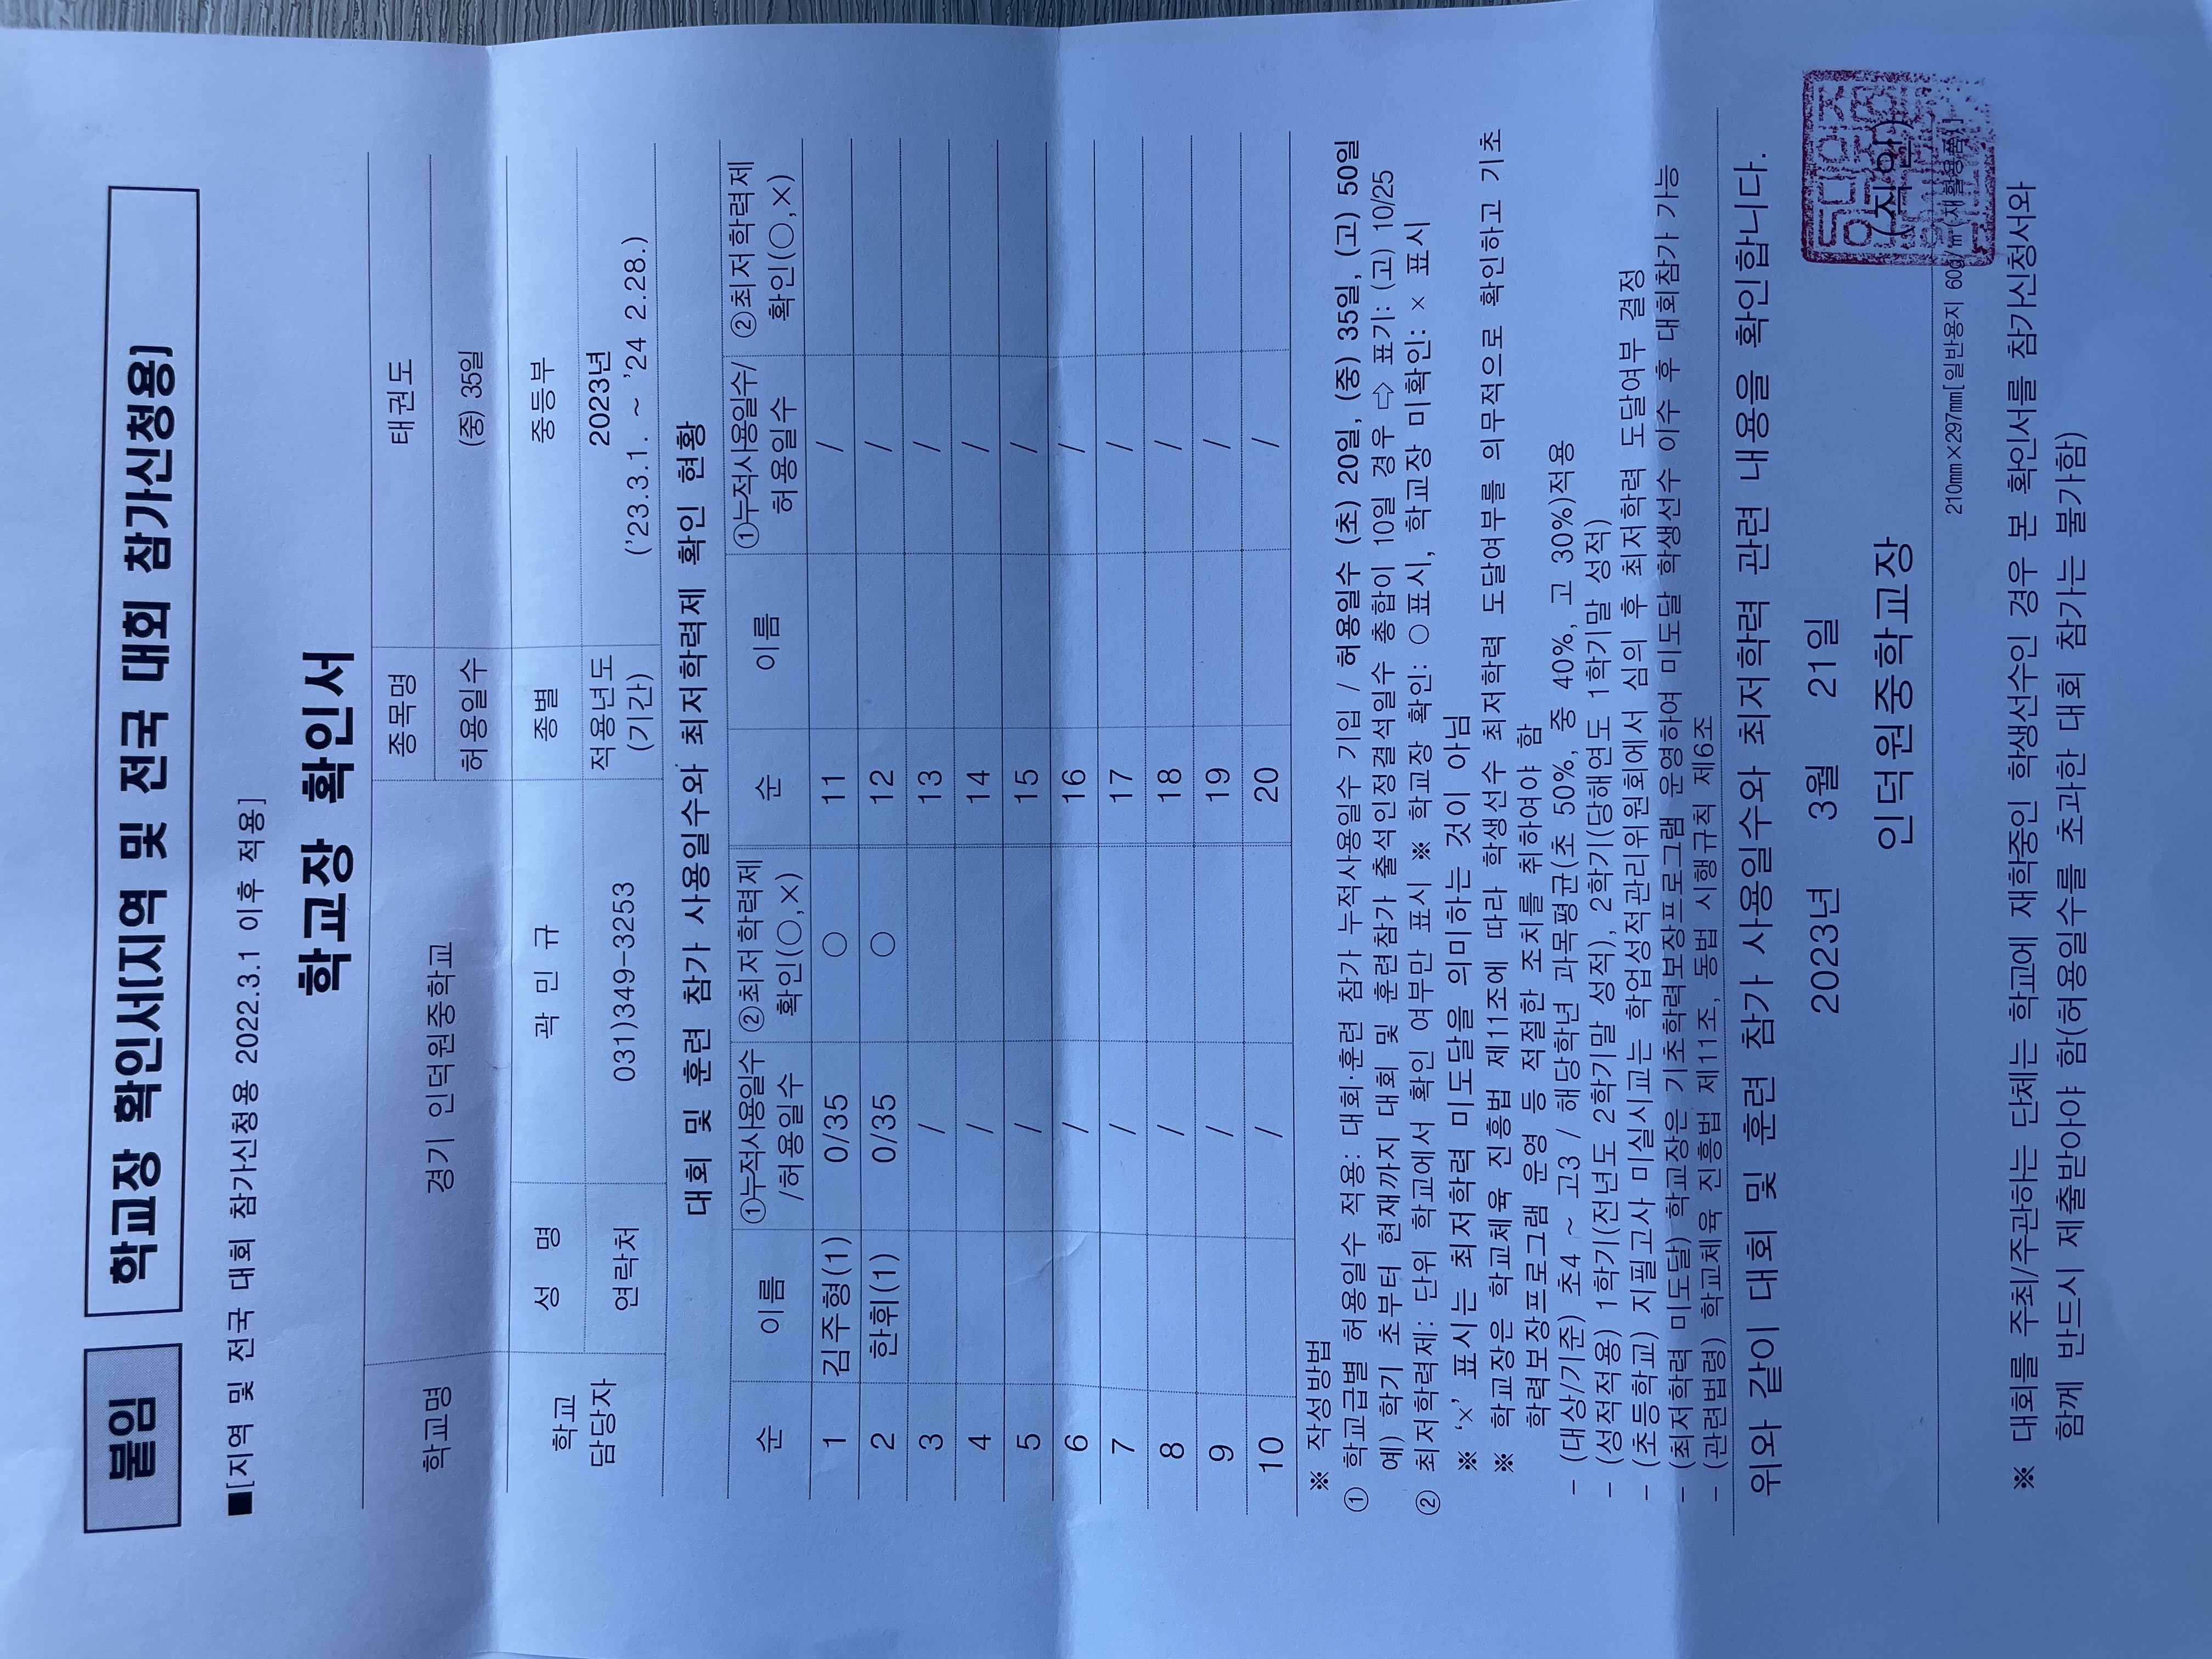 붙임 학교장 확인서(지역 및 전국 대회 참가신청용)
■[지역 및 전국 대회 참가신청용 2022.3.1 이후 적용]
학교장 확인서
학교명 경기 인덕원중학교 종목명 태권도
허용일수 (중) 35일
학교 담당자 성 명 곽 민 규 종별 중등부
연락처 031)349-3253 적용년도 (기간) 2023년 ('23.3.1. ~ '24 2.28.)
대회 및 훈련 참가 사용일수와 최저학력제 확인 현황
순 이름 ①누적사용일수 /허용일수 ②최저학력제 확인(○,×) 순 이름 ①누적사용일수/ 허용일수 ②최저학력제 확인(○,×)
1 김주형(1) 0/35 ○ 11 /
2 한휘(1) 0/35 ○ 12 /
3 / 13 /
4 / 14 /
5 / 15 /
6 / 16 /
7 / 17 /
8 / 18 /
9 / 19 /
10 / 20 /
※ 작성방법
① 학교급별 허용일수 적용: 대회·훈련 참가 누적사용일수 기입 / 허용일수 (초) 20일, (중) 35일, (고) 50일
예) 학기 초부터 현재까지 대회 및 훈련참가 출석인정결석일수 총합이 10일 경우 ⇨ 표기: (고) 10/25
② 최저학력제: 단위 학교에서 확인 여부만 표시 ※ 학교장 확인: ○표시, 학교장 미확인: × 표시
※ '×' 표시는 최저학력 미도달을 의미하는 것이 아님
※ 학교장은 학교체육 진흥법 제11조에 따라 학생선수 최저학력 도달여부를 의무적으로 확인하고 기초
학력보장프로그램 운영 등 적절한 조치를 취하여야 함
- (대상/기준) 초4 ~ 고3 / 해당학년 과목평균(초 50%, 중 40%, 고 30%)적용
- (성적적용) 1학기(전년도 2학기말 성적), 2학기(당해연도 1학기말 성적)
- (초등학교) 지필고사 미실시교는 학업성적관리위원회에서 심의 후 최저학력 도달여부 결정
- (최저학력 미도달) 학교장은 기초학력보장프로그램 운영하여 미도달 학생선수 이수 후 대회참가 가능
- (관련법령) 학교체육 진흥법 제11조, 동법 시행규칙 제6조
위와 같이 대회 및 훈련 참가 사용일수와 최저학력 관련 내용을 확인합니다.
2023년 3월 21일
인덕원중학교장 (직인)
210㎜×297㎜[일반용지 60g/㎡(재활용품)]
※ 대회를 주최/주관하는 단체는 학교에 재학중인 학생선수인 경우 본 확인서를 참가신청서와
함께 반드시 제출받아야 함(허용일수를 초과한 대회 참가는 불가함)